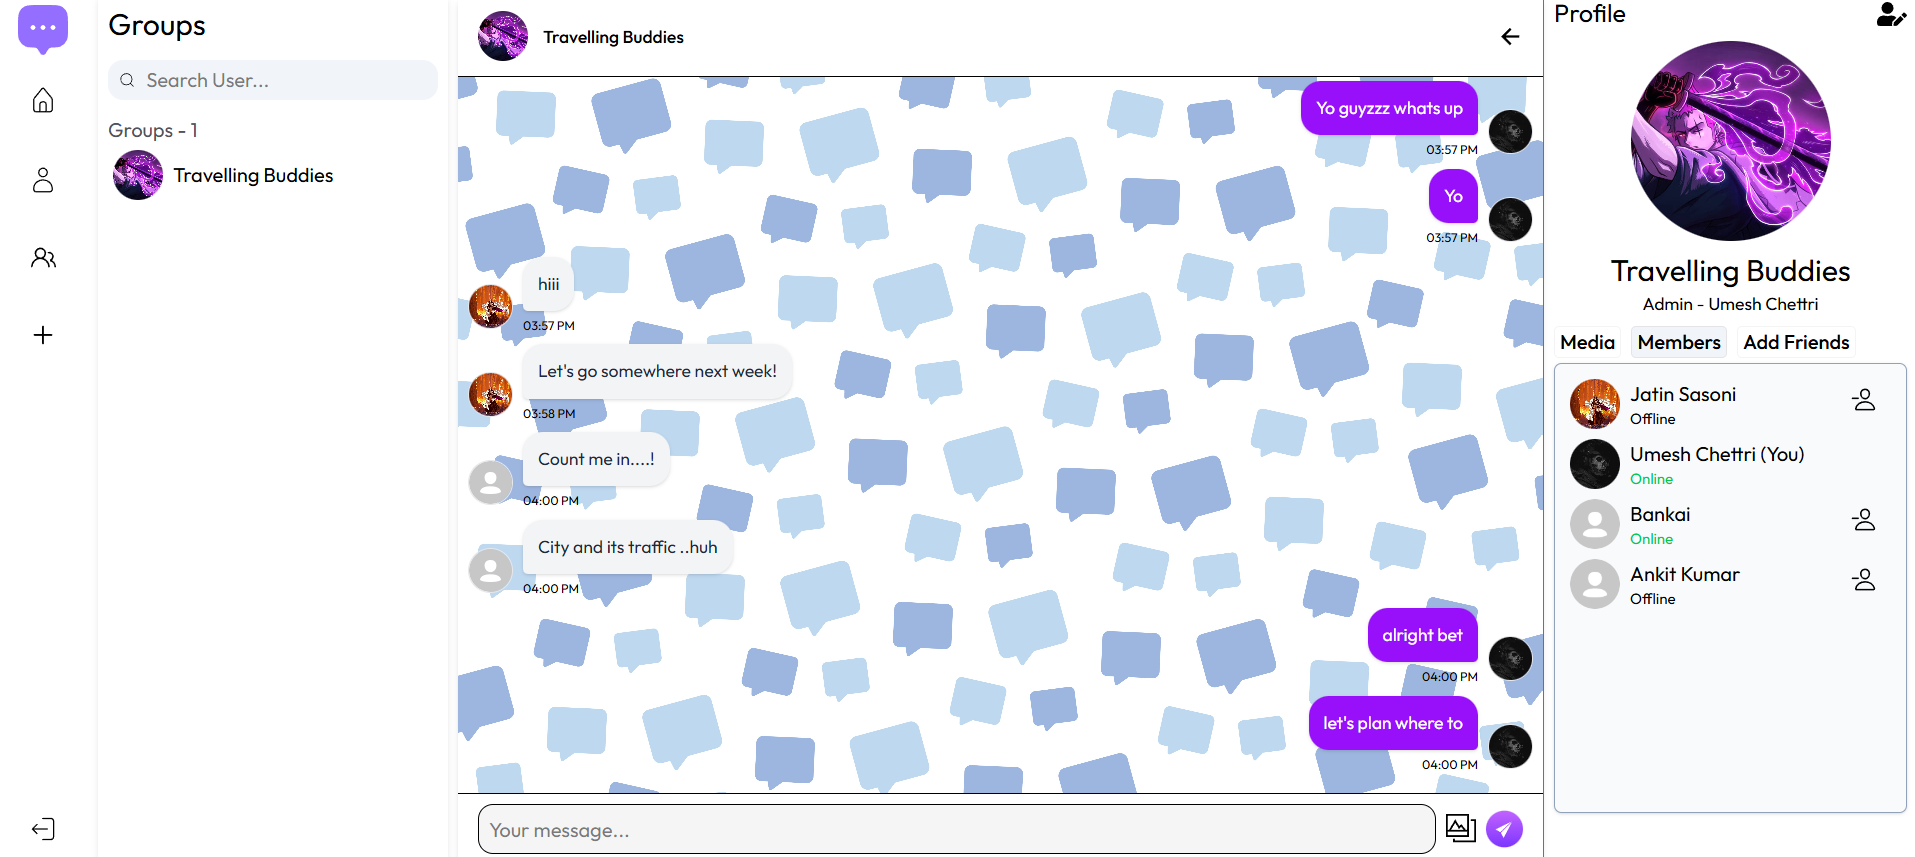 Groups
Search User...
Groups - 1
Travelling Buddies
Travelling Buddies
Yo guyzzz whats up
03:57 PM
Yo
03:57 PM
hiii
03:57 PM
Let's go somewhere next week!
03:58 PM
Count me in....!
04:00 PM
City and its traffic ..huh
04:00 PM
alright bet
04:00 PM
let's plan where to
04:00 PM
Your message...
Profile
Travelling Buddies
Admin - Umesh Chettri
Media Members Add Friends
Jatin Sasoni
Offline
Umesh Chettri (You)
Online
Bankai
Online
Ankit Kumar
Offline